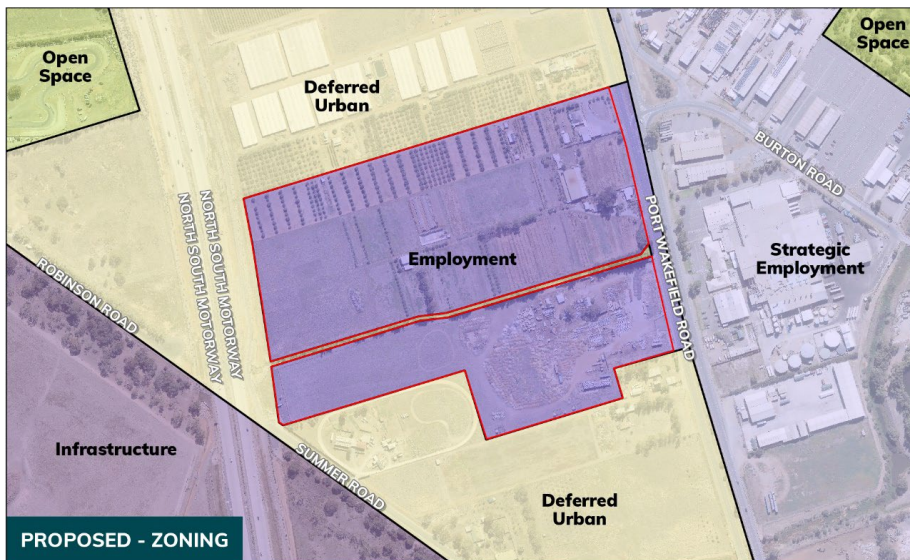 Open
Space
Open
Space
Deferred
Urban
BURTON ROAD
NORTH SOUTH MOTORWAY
NORTH SOUTH MOTORWAY
PORT WAKEFIELD ROAD
Employment
Strategic
Employment
ROBINSON ROAD
Infrastructure
SUMMER ROAD
Deferred
Urban
PROPOSED - ZONING